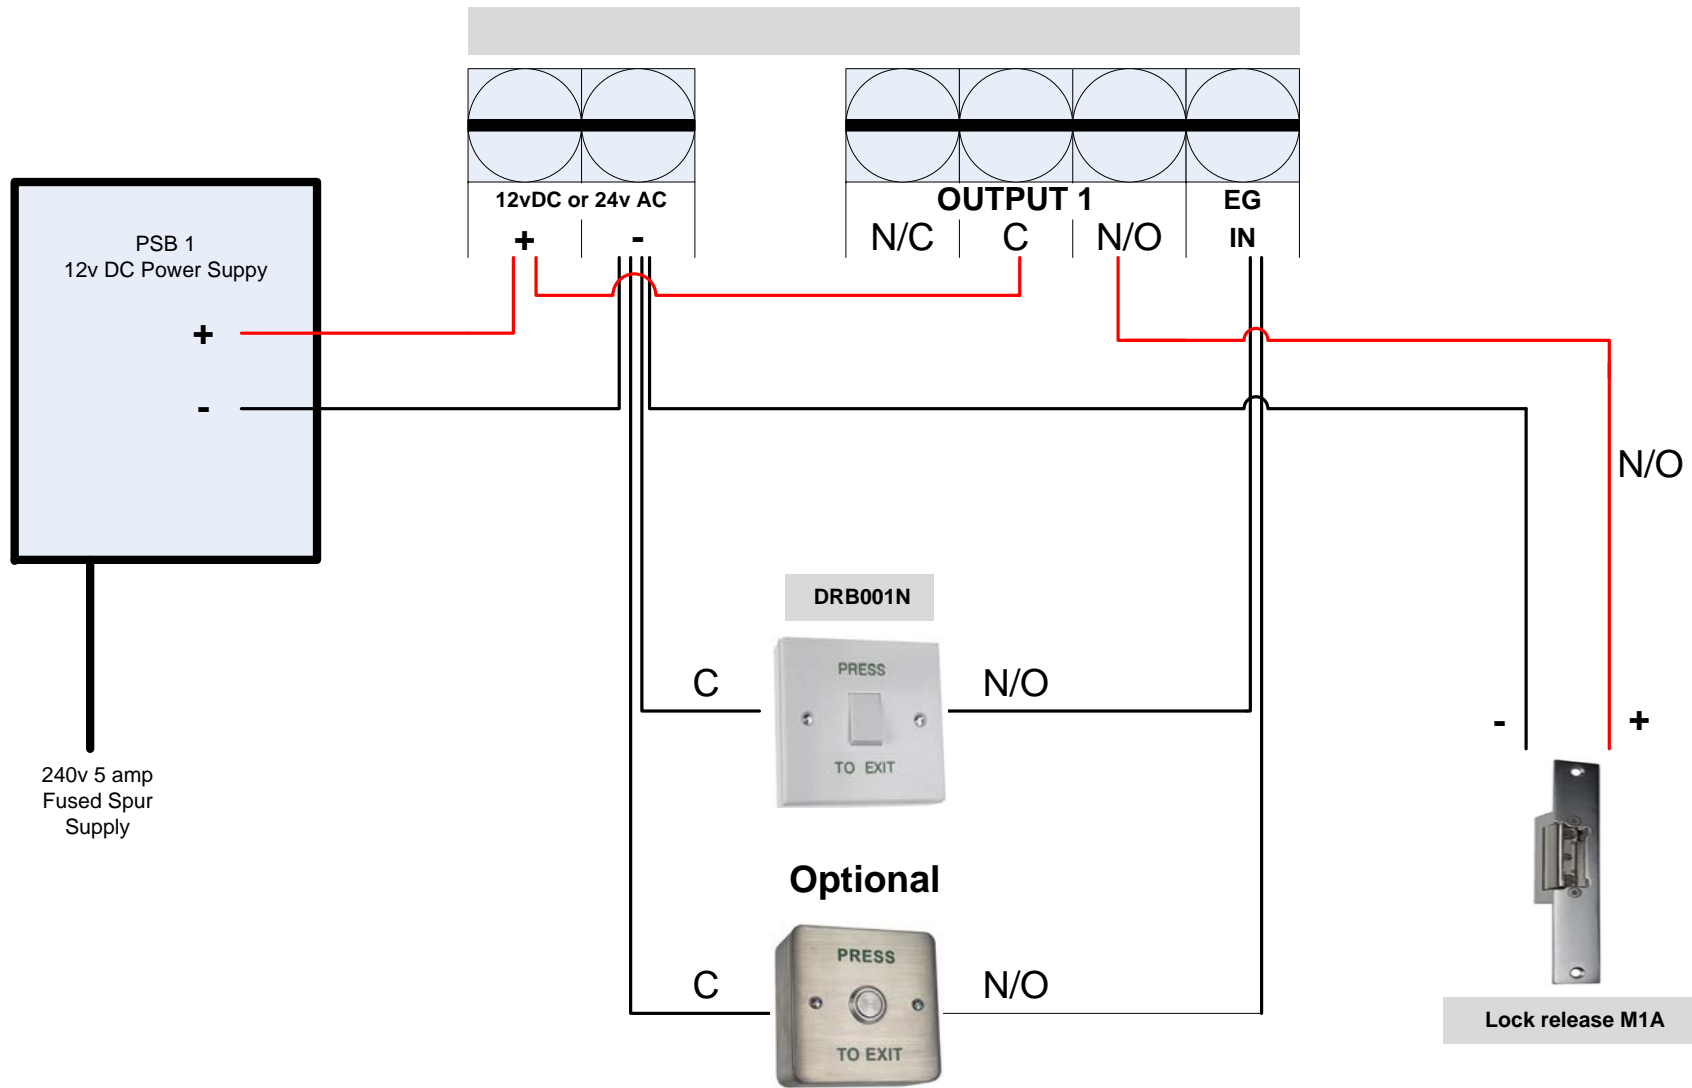 12vDC or 24v AC
+ -
OUTPUT 1
N/C C N/O
EG
IN
PSB 1
12v DC Power Suppy
+
-
240v 5 amp
Fused Spur
Supply
N/O
DRB001N
C
PRESS
TO EXIT
N/O
- +
Optional
C
PRESS
TO EXIT
N/O
Lock release M1A